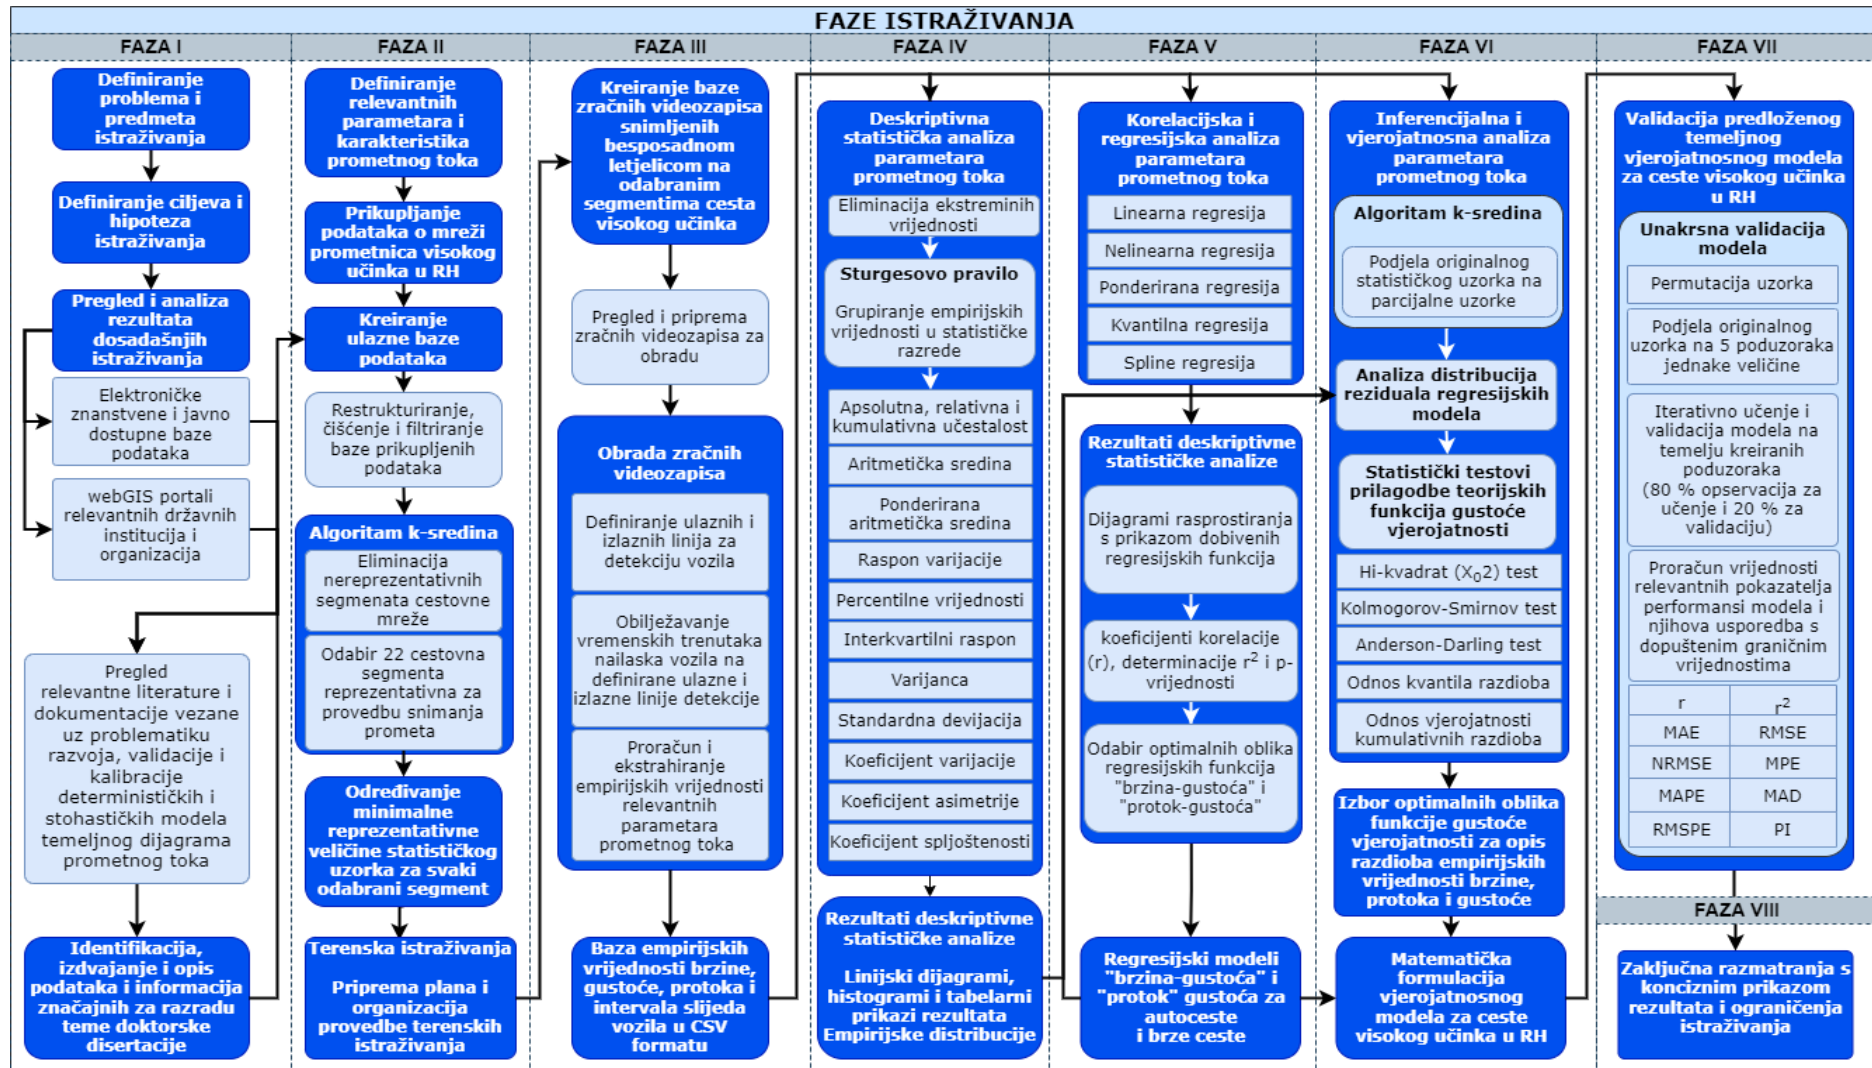 FAZE ISTRAŽIVANJA
FAZA I
Definiranje
problema i
predmeta
istraživanja
Definiranje ciljeva i
hipoteza
istraživanja
Pregled i analiza
rezultata
dosadašnjih
istraživanja
Elektroničke
znanstvene i javno
dostupne baze
podataka
webGIS portali
relevantnih državnih
institucija i
organizacija
Pregled
relevantne literature i
dokumentacije vezane
uz problematiku
razvoja, validacije i
kalibracije
determinističkih i
stohastičkih modela
temeljnog dijagrama
prometnog toka
Identifikacija,
izdvajanje i opis
podataka i informacija
značajnih za razradu
teme doktorske
disertacije
FAZA II
Definiranje
relevantnih
parametara i
karakteristika
prometnog toka
Prikupljanje
podataka o mreži
prometnica visokog
učinka u RH
Kreiranje
ulazne baze
podataka
Restrukturiranje,
čišćenje i filtriranje
baze prikupljenih
podataka
Algoritam k-sredina
Eliminacija
nereprezentativnih
segmenata cestovne
mreže
Odabir 22 cestovna
segmenta
reprezentativna za
provedbu snimanja
prometa
Određivanje
minimalne
reprezentativne
veličine statističkog
uzorka za svaki
odabrani segment
Terenska istraživanja
Priprema plana i
organizacija
provedbe terenskih
istraživanja
FAZA III
Kreiranje baze
zračnih videozapisa
snimljenih
besposadnom
letjelicom na
odabranim
segmentima cesta
visokog učinka
Pregled i priprema
zračnih videozapisa za
obradu
Obrada zračnih
videozapisa
Definiranje ulaznih i
izlaznih linija za
detekciju vozila
Obilježavanje
vremenskih trenutaka
nailaska vozila na
definirane ulazne i
izlazne linije detekcije
Proračun i
ekstrahiranje
empirijskih vrijednosti
relevantnih
parametara
prometnog toka
Baza empirijskih
vrijednosti brzine,
gustoće, protoka i
intervala slijeda
vozila u CSV
formatu
FAZA IV
Deskriptivna
statistička analiza
parametara
prometnog toka
Eliminacija ekstreminih
vrijednosti
Sturgesovo pravilo
Grupiranje empirijskih
vrijednosti u statističke
razrede
Apsolutna, relativna i
kumulativna učestalost
Aritmetička sredina
Ponderirana
aritmetička sredina
Raspon varijacije
Percentilne vrijednosti
Interkvartilni raspon
Varijanca
Standardna devijacija
Koeficijent varijacije
Koeficijent asimetrije
Koeficijent spljoštenosti
Rezultati deskriptivne
statističke analize
Linijski dijagrami,
histogrami i tabelarni
prikazi rezultata
Empirijske distribucije
FAZA V
Korelacijska i
regresijska analiza
parametara
prometnog toka
Linearna regresija
Nelinearna regresija
Ponderirana regresija
Kvantilna regresija
Spline regresija
Rezultati deskriptivne
statističke analize
Dijagrami rasprostiranja
s prikazom dobivenih
regresijskih funkcija
koeficijenti korelacije
(r), determinacije r² i p-
vrijednosti
Odabir optimalnih oblika
regresijskih funkcija
"brzina-gustoća" i
"protok-gustoća"
Regresijski modeli
"brzina-gustoća" i
"protok" gustoća za
autoceste
i brze ceste
FAZA VI
Inferencijalna i
vjerojatnosna analiza
parametara
prometnog toka
Algoritam k-sredina
Podjela originalnog
statističkog uzorka na
parcijalne uzorke
Analiza distribucija
reziduala regresijskih
modela
Statistički testovi
prilagodbe teorijskih
funkcija gustoće
vjerojatnosti
Hi-kvadrat (X₀2) test
Kolmogorov-Smirnov test
Anderson-Darling test
Odnos kvantila razdioba
Odnos vjerojatnosti
kumulativnih razdioba
Izbor optimalnih oblika
funkcije gustoće
vjerojatnosti za opis
razdioba empirijskih
vrijednosti brzine,
protoka i gustoće
Matematička
formulacija
vjerojatnosnog
modela za ceste
visokog učinka u RH
FAZA VII
Validacija predloženog
temeljnog
vjerojatnosnog modela
za ceste visokog učinka
u RH
Unakrsna validacija
modela
Permutacija uzorka
Podjela originalnog
uzorka na 5 poduzoraka
jednake veličine
Iterativno učenje i
validacija modela na
temelju kreiranih
poduzoraka
(80 % opservacija za
učenje i 20 % za
validaciju)
Proračun vrijednosti
relevantnih pokazatelja
performansi modela i
njihova usporedba s
dopuštenim graničnim
vrijednostima
r r²
MAE RMSE
NRMSE MPE
MAPE MAD
RMSPE PI
FAZA VIII
Zaključna razmatranja s
konciznim prikazom
rezultata i ograničenja
istraživanja